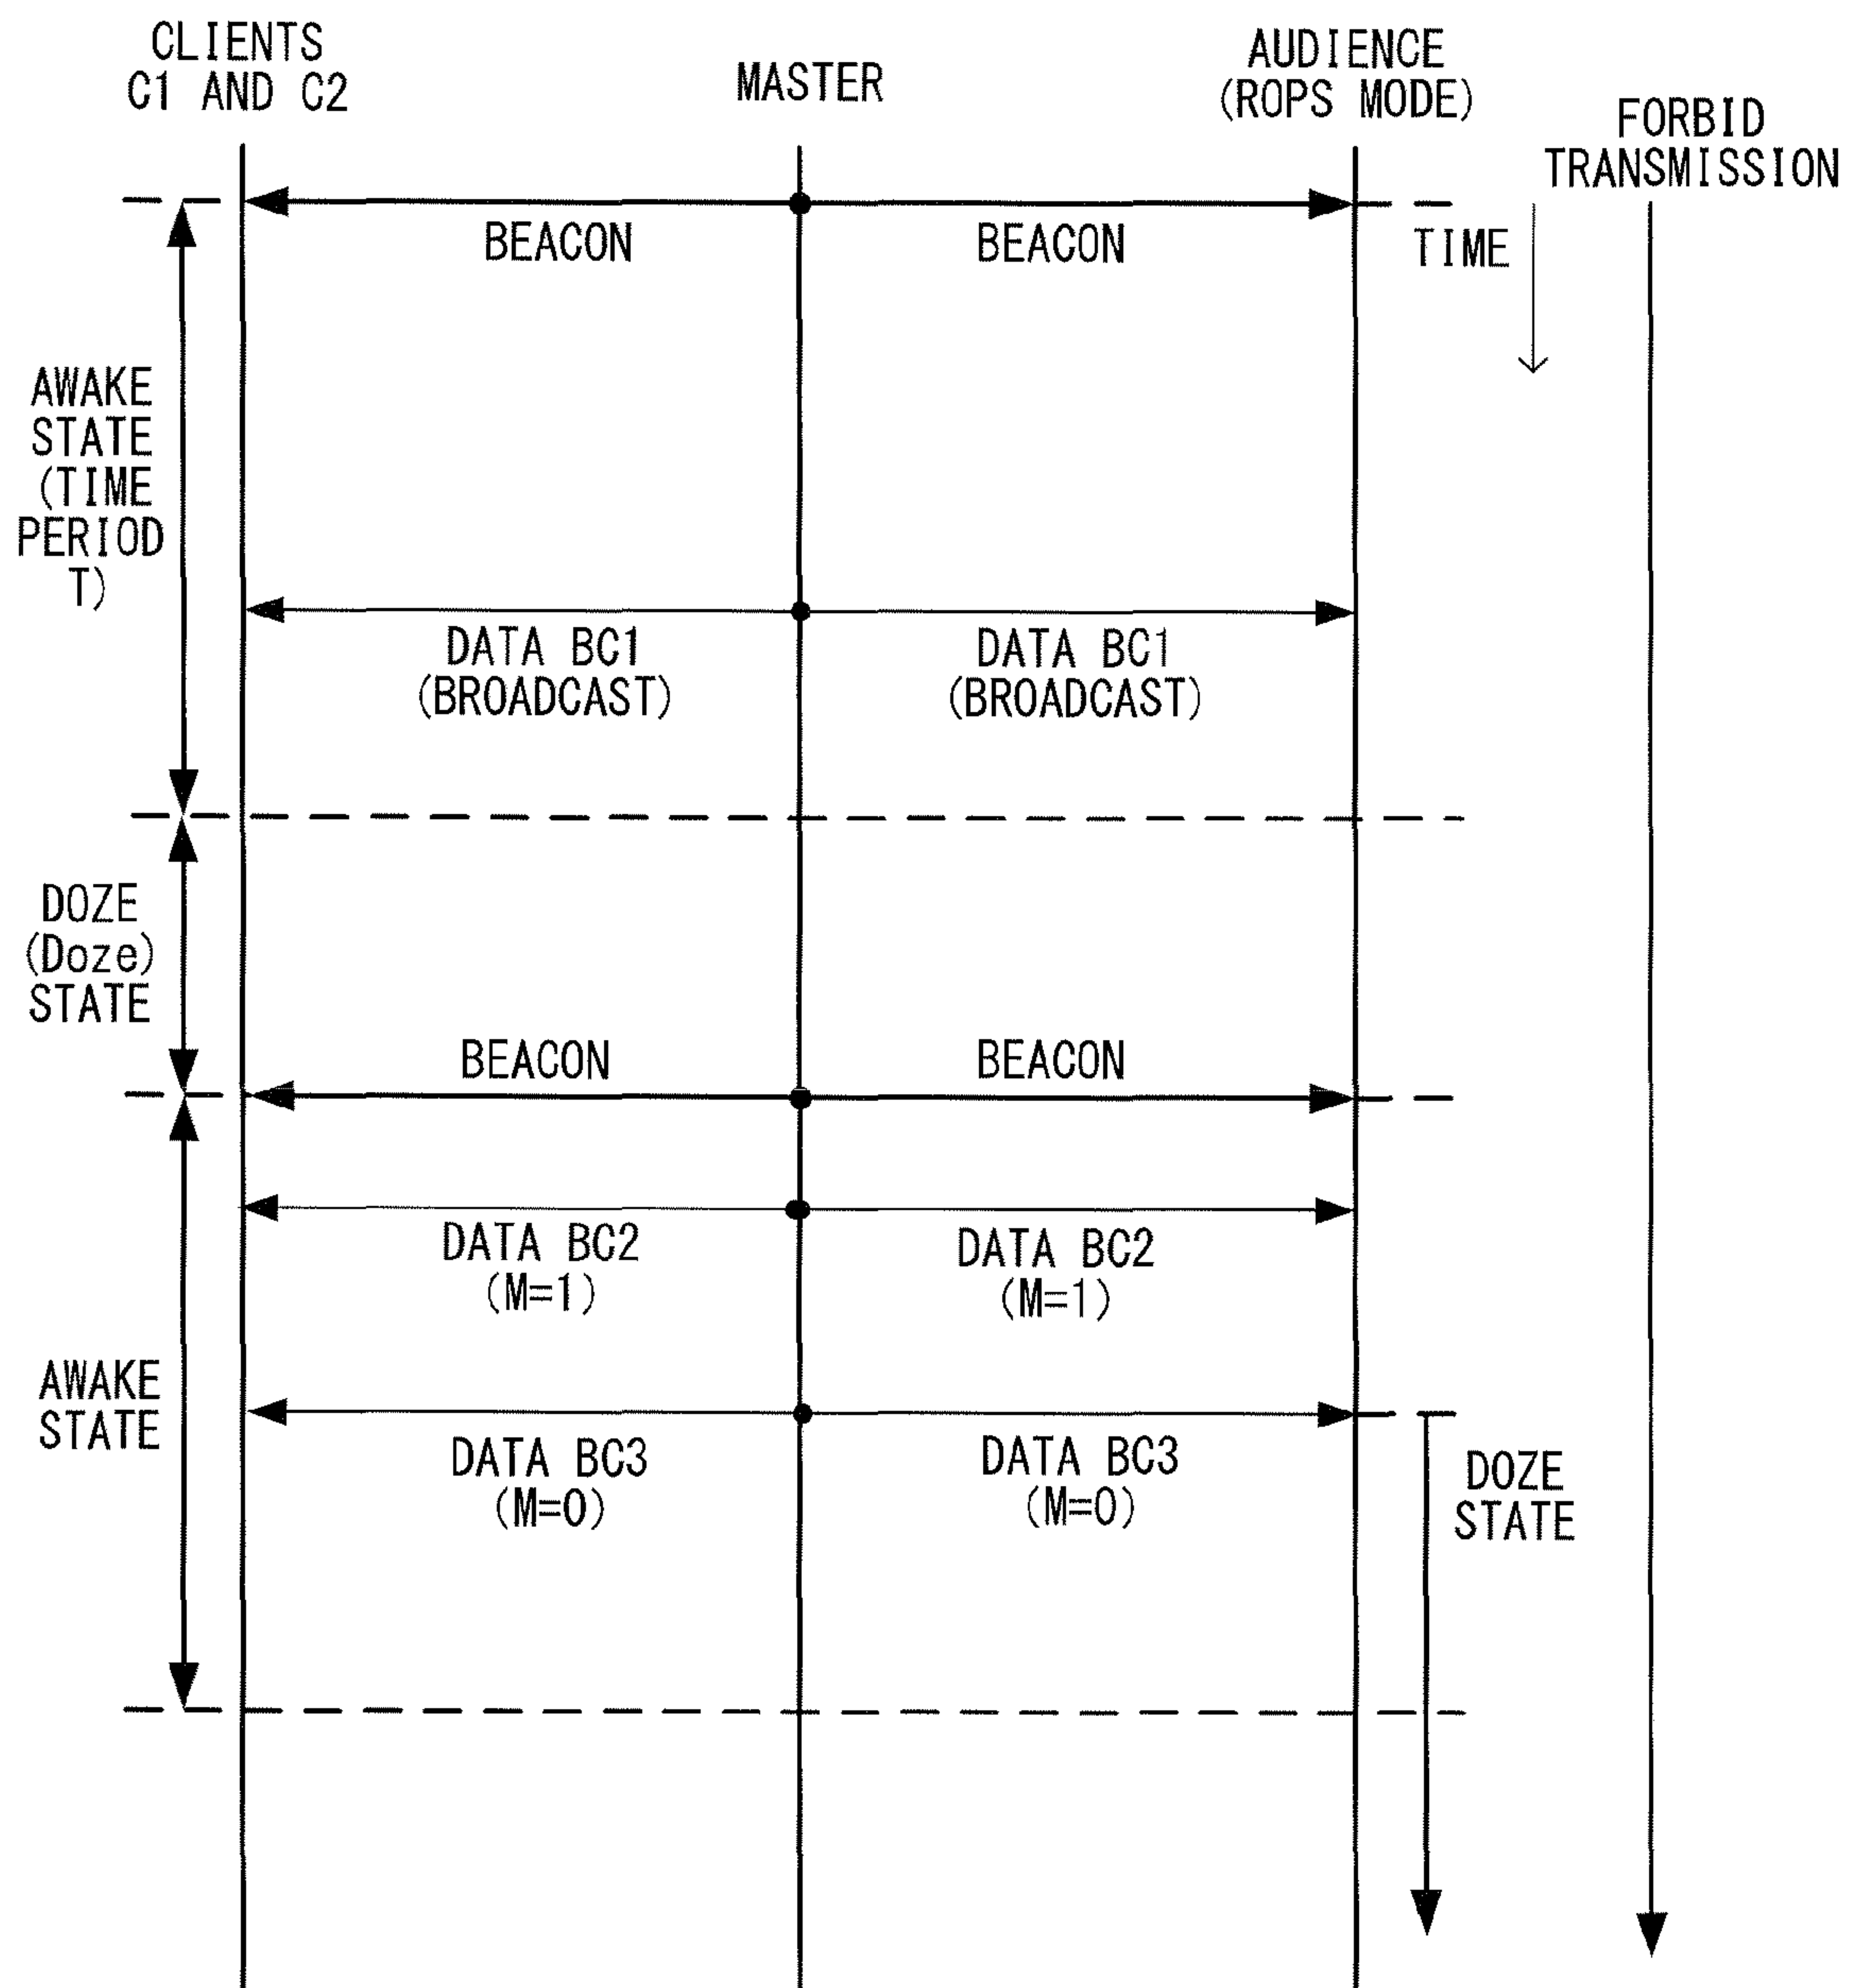 CLIENTS
C1 AND C2
MASTER
AUDIENCE
(ROPS MODE)
FORBID
TRANSMISSION
BEACON
BEACON
TIME
AWAKE
STATE
(TIME
PERIOD
T)
DATA BC1
(BROADCAST)
DATA BC1
(BROADCAST)
DOZE
(Doze)
STATE
BEACON
BEACON
DATA BC2
(M=1)
DATA BC2
(M=1)
AWAKE
STATE
DATA BC3
(M=0)
DATA BC3
(M=0)
DOZE
STATE